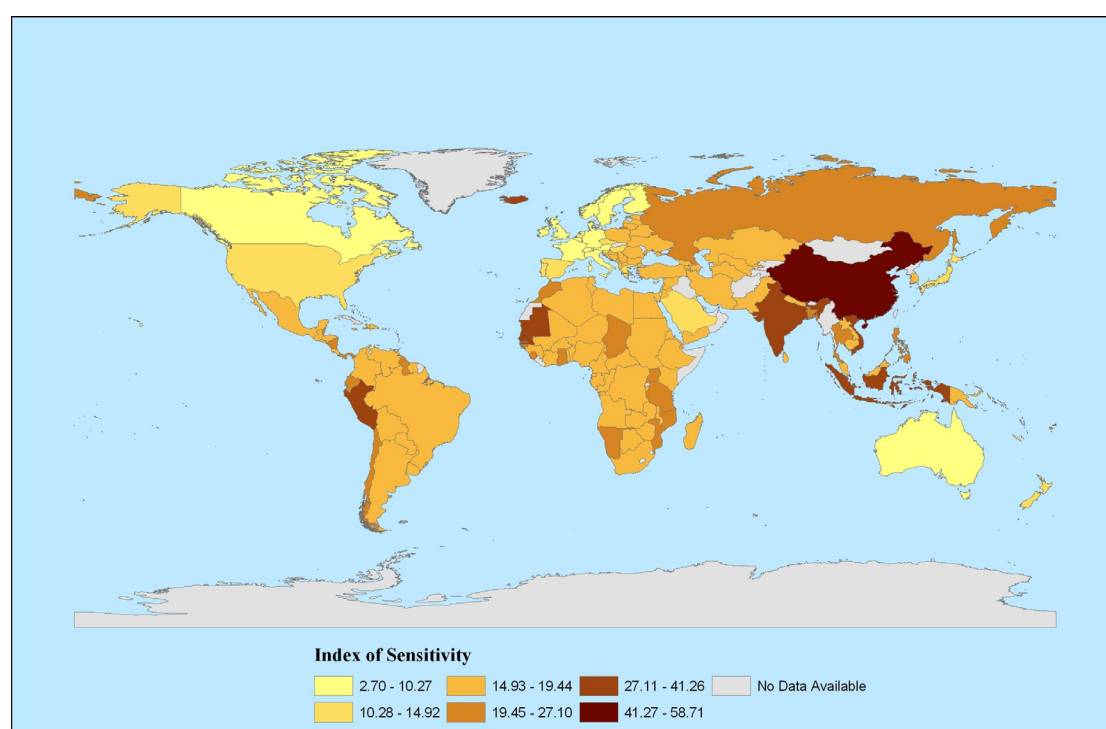 Index of Sensitivity
2.70 - 10.27 14.93 - 19.44 27.11 - 41.26 No Data Available
10.28 - 14.92 19.45 - 27.10 41.27 - 58.71